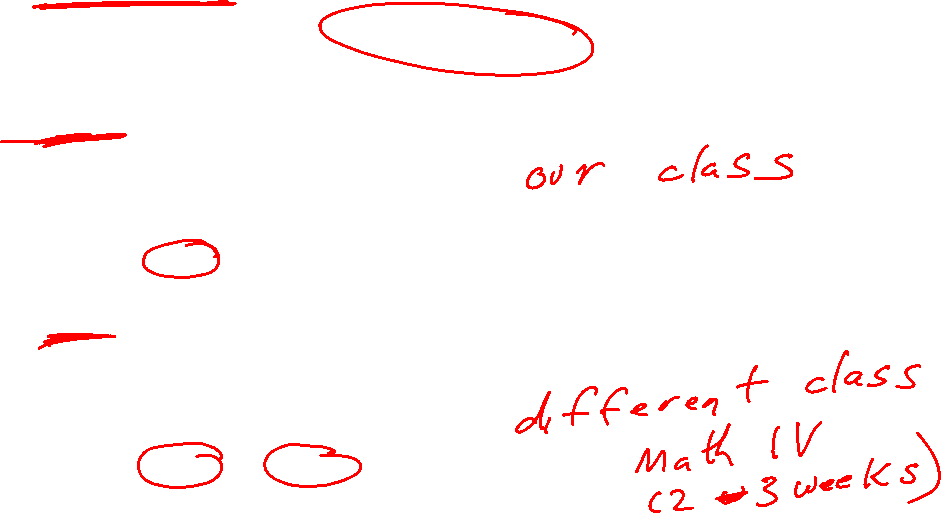 our class
different class
Math IV
(2-3 weeks)